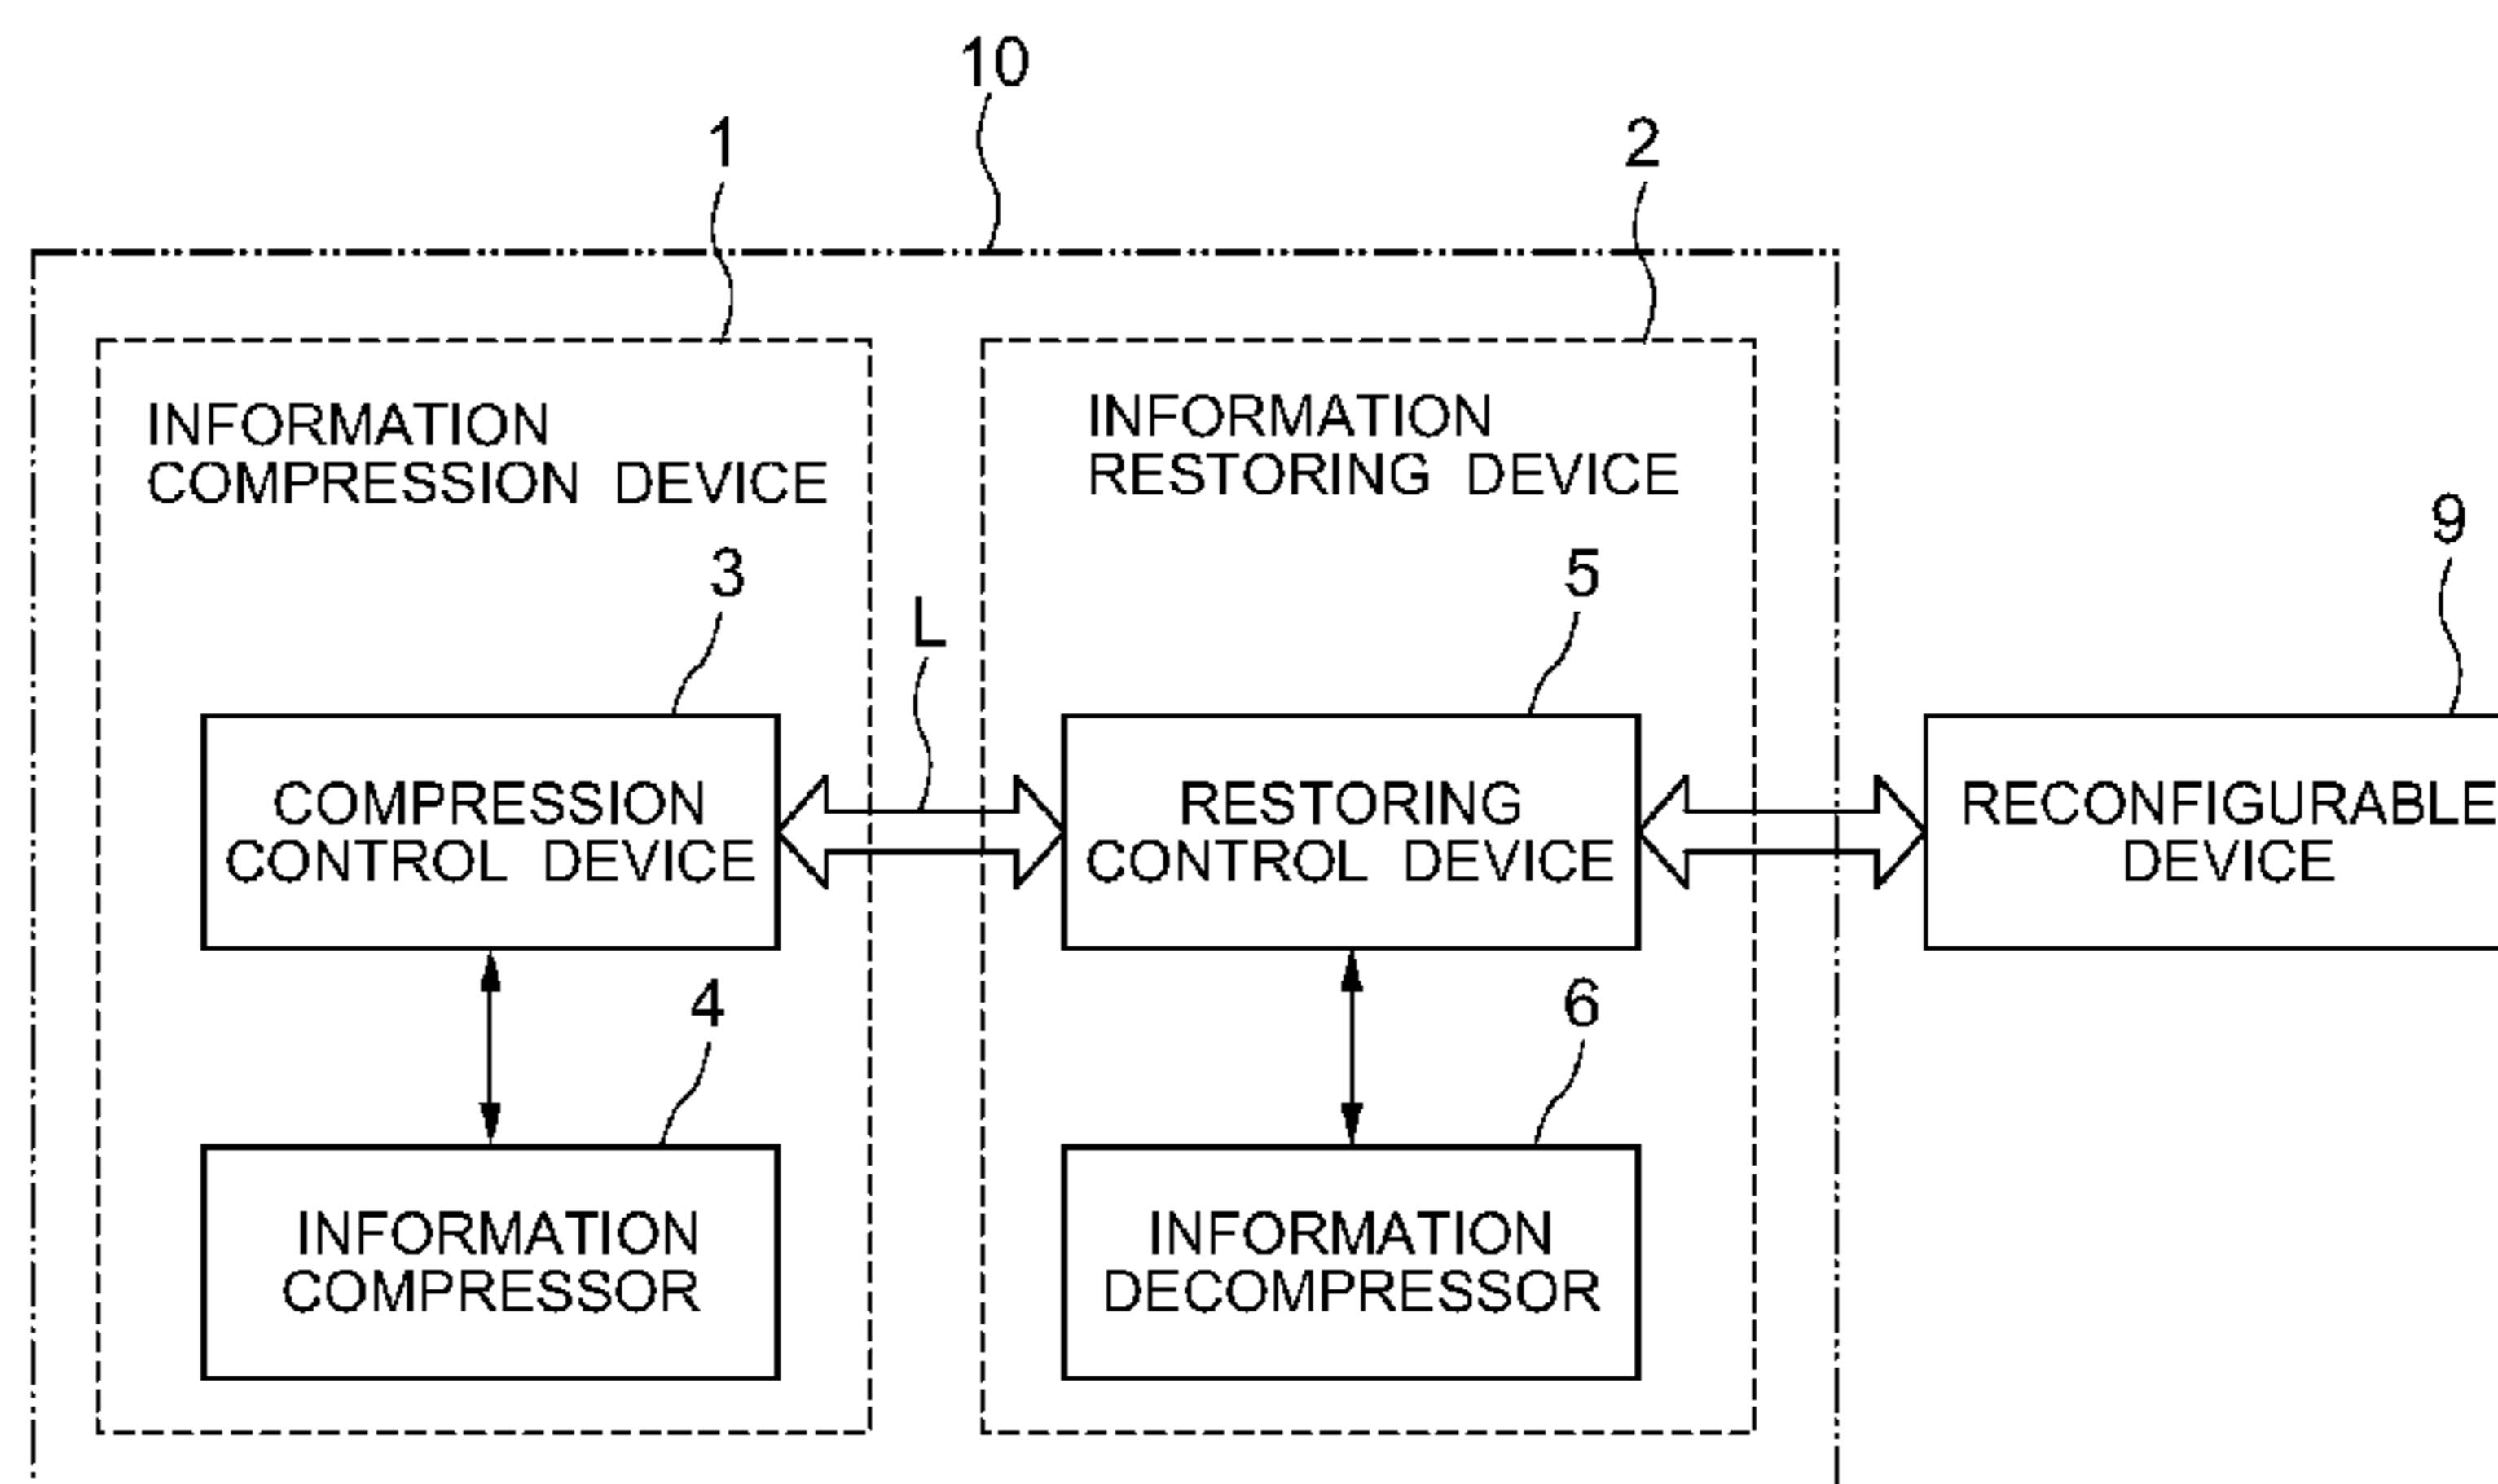 10
1
2
INFORMATION
COMPRESSION DEVICE
INFORMATION
RESTORING DEVICE
9
3
L
5
COMPRESSION
CONTROL DEVICE
RESTORING
CONTROL DEVICE
RECONFIGURABLE
DEVICE
4
6
INFORMATION
COMPRESSOR
INFORMATION
DECOMPRESSOR